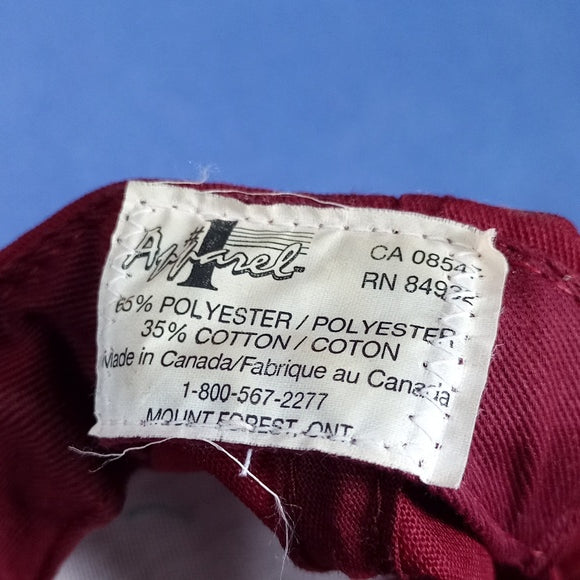 #1 Apparel
CA 0854
RN 849
65% POLYESTER / POLYESTER
35% COTTON / COTON
Made in Canada/Fabrique au Canada
1-800-567-2277
MOUNT FOREST, ONT.